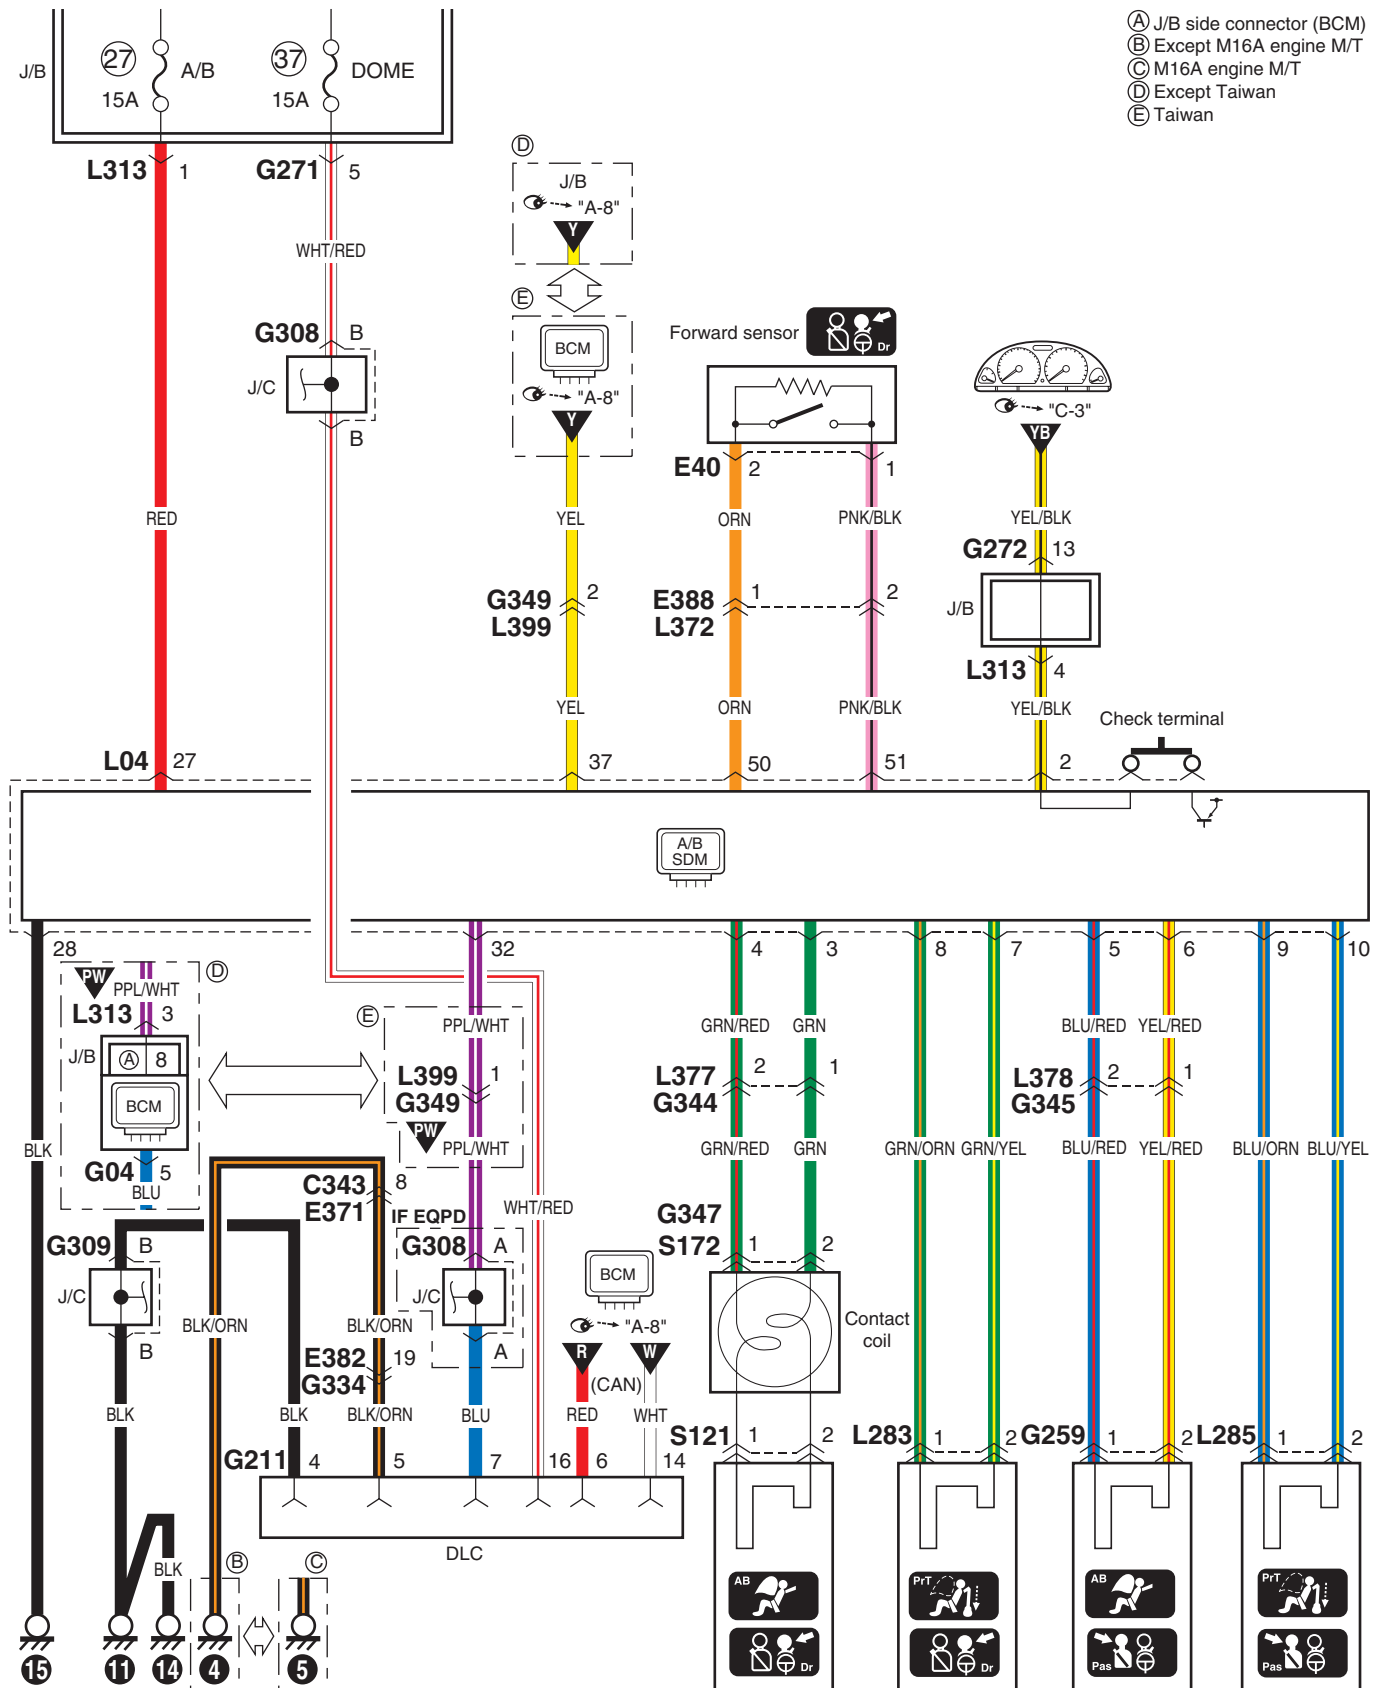 Ⓐ J/B side connector (BCM)
Ⓑ Except M16A engine M/T
Ⓒ M16A engine M/T
Ⓓ Except Taiwan
Ⓔ Taiwan
J/B
27 A/B
15A
37 DOME
15A
L313 1
G271 5
WHT/RED
G308 B
J/C
B
RED
L04 27
Ⓓ
J/B
"A-8"
Y
Ⓔ
BCM
"A-8"
Y
YEL
G349 2
L399
YEL
37
Forward sensor
Dr
E40 2 1
ORN PNK/BLK
E388 1 2
L372
ORN PNK/BLK
50 51
"C-3"
YB
YEL/BLK
G272 13
J/B
L313 4
YEL/BLK
2
Check terminal
A/B
SDM
28 32 4 3 8 7 5 6 9 10
PW
PPL/WHT
Ⓓ
L313 3
J/B Ⓐ 8
BCM
G04 5
BLU
BLK
Ⓔ
PPL/WHT
L399 1
G349
PW
PPL/WHT
GRN/RED GRN
L377 2 1
G344
GRN/RED GRN
BLU/RED YEL/RED
L378 2 1
G345
BLU/RED YEL/RED
GRN/ORN GRN/YEL
BLU/ORN BLU/YEL
C343 8
E371
IF EQPD
G308 A
J/C
A
WHT/RED
G309 B
J/C
B
BLK/ORN
BLK/ORN
E382 19
G334
BCM
"A-8"
R W
(CAN)
G347
S172 1 2
Contact
coil
BLK
BLK
BLK/ORN
BLU
RED
WHT
G211 4 5 7 16 6 14
DLC
S121 1 2
L283 1 2
G259 1 2
L285 1 2
BLK
Ⓑ
Ⓒ
AB
Dr
PrT
Dr
AB
Pas
PrT
Pas
15 11 14 4 5